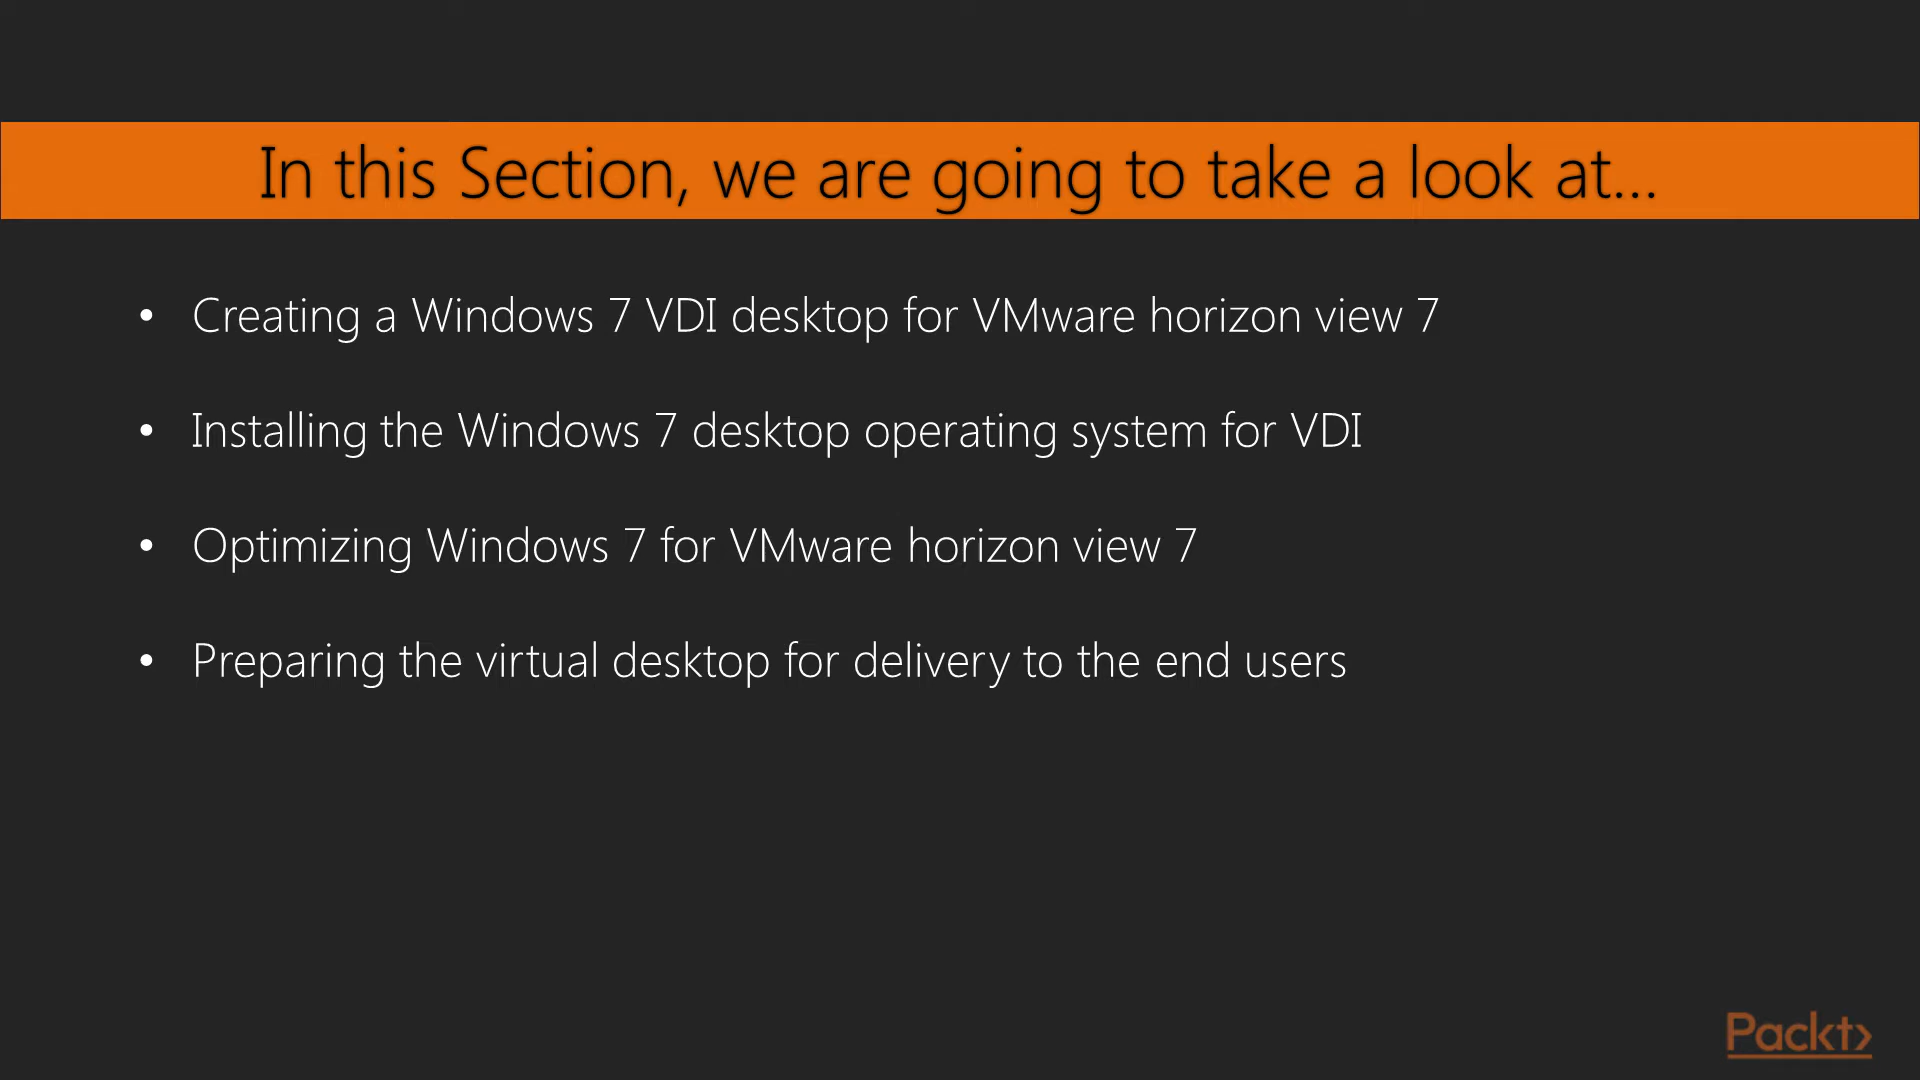 In this Section, we are going to take a look at...
• Creating a Windows 7 VDI desktop for VMware horizon view 7
• Installing the Windows 7 desktop operating system for VDI
• Optimizing Windows 7 for VMware horizon view 7
• Preparing the virtual desktop for delivery to the end users
Packt>